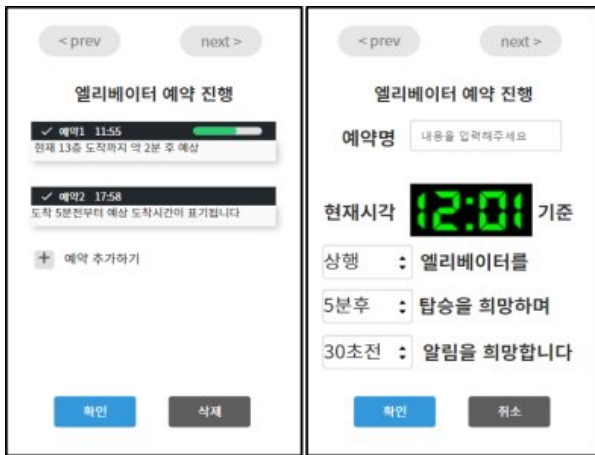 < prev next >
엘리베이터 예약 진행
✓ 예약1 11:55
현재 13층 도착까지 약 2분 후 예상
✓ 예약2 17:58
도착 5분전부터 예상 도착시간이 표기됩니다
+ 예약 추가하기
확인 삭제
< prev next >
엘리베이터 예약 진행
예약명 내용을 입력해주세요
현재시각 12:01 기준
상행 엘리베이터를
5분후 탑승을 희망하며
30초전 알림을 희망합니다
확인 취소